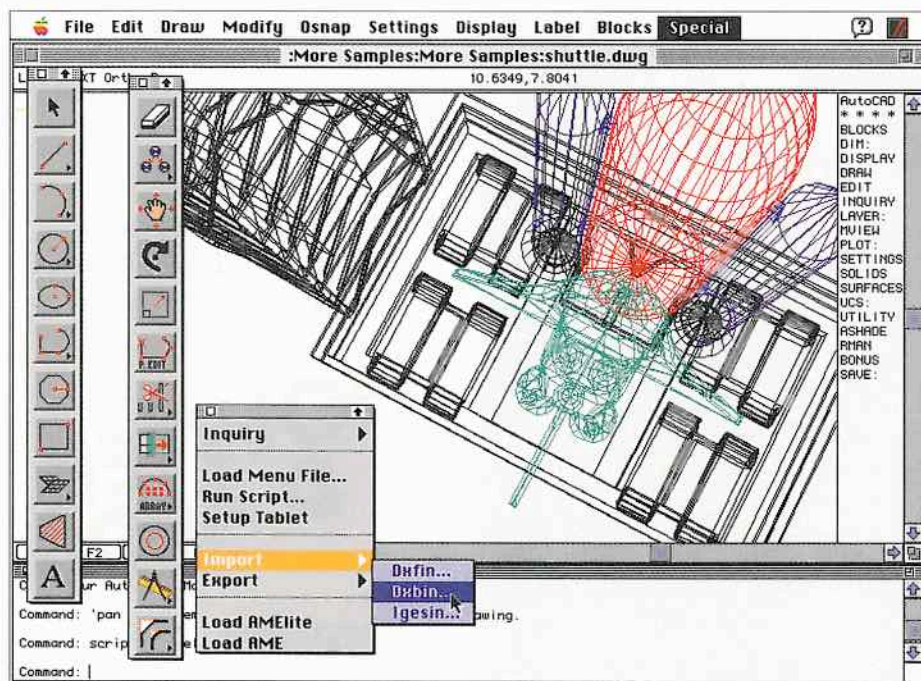 File Edit Draw Modify Osnap Settings Display Label Blocks Special
:More Samples:More Samples:shuttle.dwg
10.6349,7.8041
AutoCAD
* * * *
BLOCKS
DIM:
DISPLAY
DRAW
EDIT
INQUIRY
LAYER:
MVIEW
PLOT:
SETTINGS
SOLIDS
SURFACES
UCS:
UTILITY
ASHADE
RMAN
BONUS
SAVE:
P.EDIT
ARRAY
A
Inquiry
Load Menu File...
Run Script...
Setup Tablet
Import
Export
Load AMElite
Load AME
Dxfin...
Dxbin...
Igesin...
F2
Command: 'pan
Command: scrip
Command: